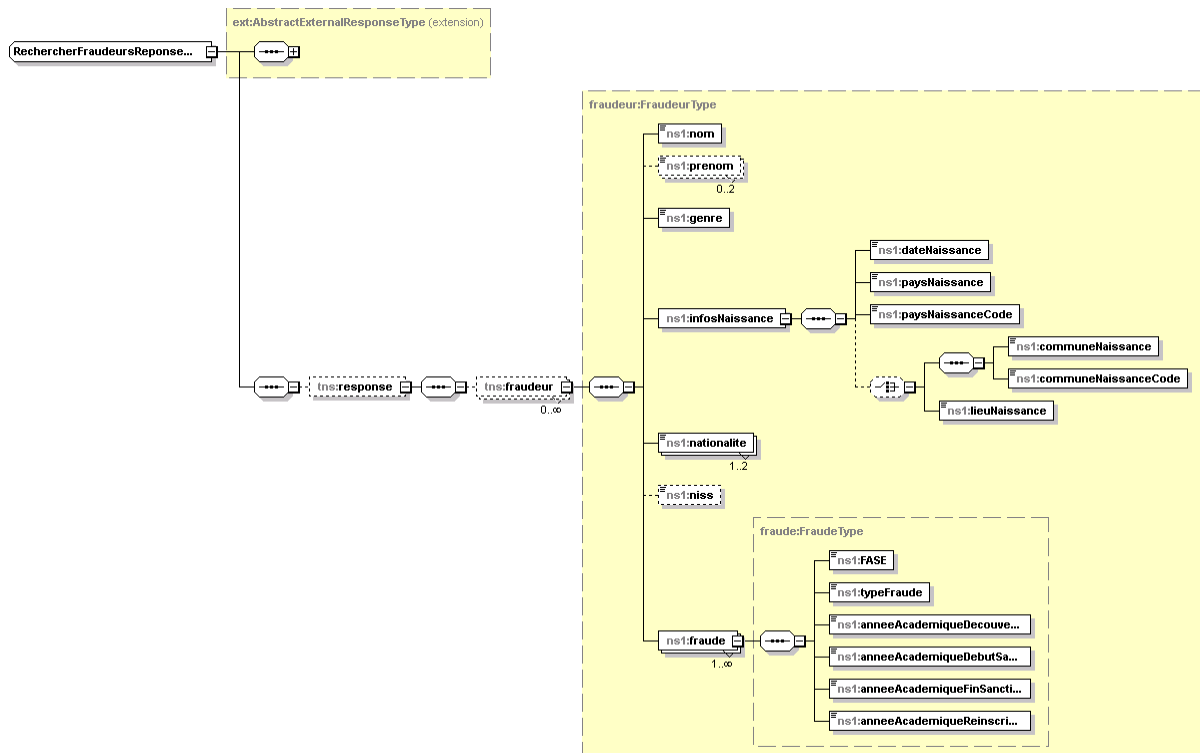 ext:AbstractExternalResponseType (extension)
RechercherFraudeursReponse...
fraudeur:FraudeurType
ns1:nom
ns1:prenom
0..2
ns1:genre
ns1:dateNaissance
ns1:paysNaissance
ns1:infosNaissance
ns1:paysNaissanceCode
ns1:communeNaissance
ns1:communeNaissanceCode
tns:response
tns:fraudeur
0..∞
ns1:lieuNaissance
ns1:nationalite
1..2
ns1:niss
fraude:FraudeType
ns1:FASE
ns1:typeFraude
ns1:anneeAcademiqueDecouve...
ns1:fraude
1..∞
ns1:anneeAcademiqueDebutSa...
ns1:anneeAcademiqueFinSancti...
ns1:anneeAcademiqueReinscri...